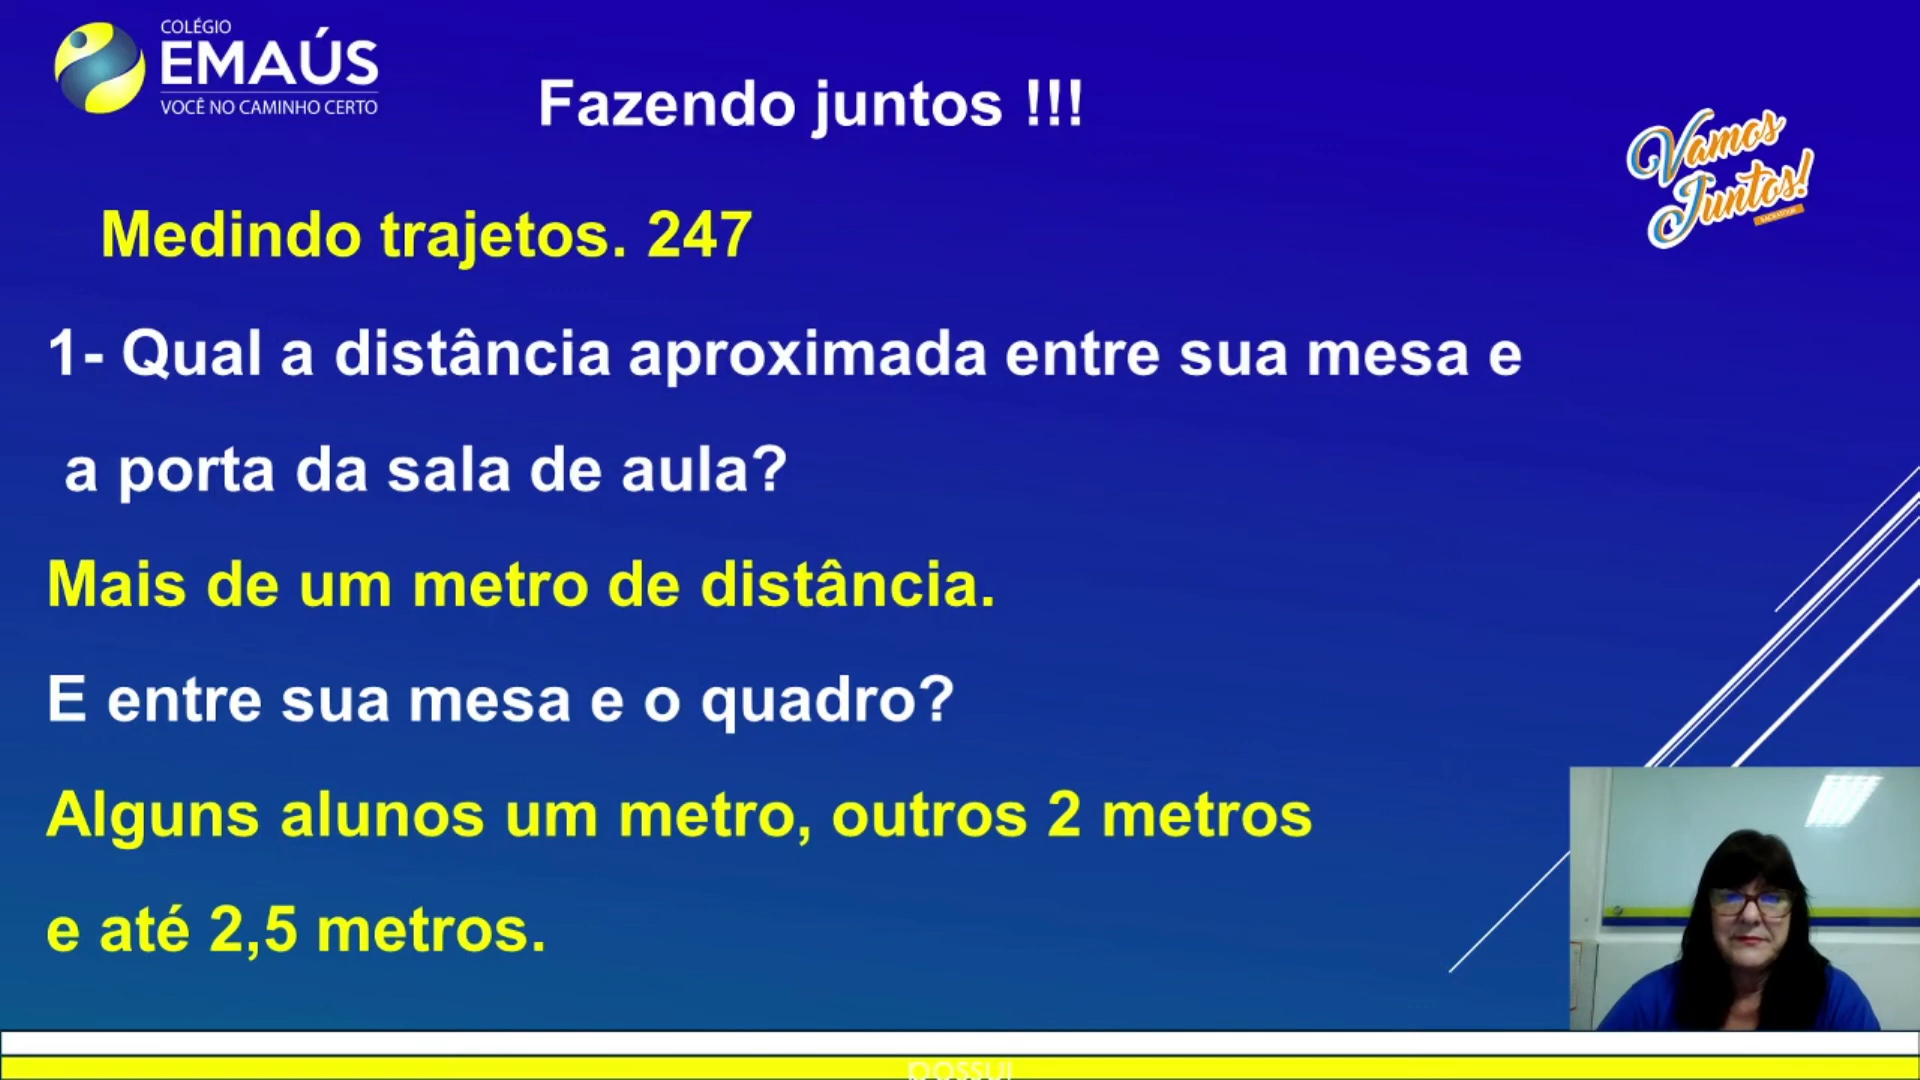 COLÉGIO
EMAÚS
VOCÊ NO CAMINHO CERTO
Fazendo juntos !!!
Vamos
Juntos!
Medindo trajetos. 247
1- Qual a distância aproximada entre sua mesa e
a porta da sala de aula?
Mais de um metro de distância.
E entre sua mesa e o quadro?
Alguns alunos um metro, outros 2 metros
e até 2,5 metros.
possui